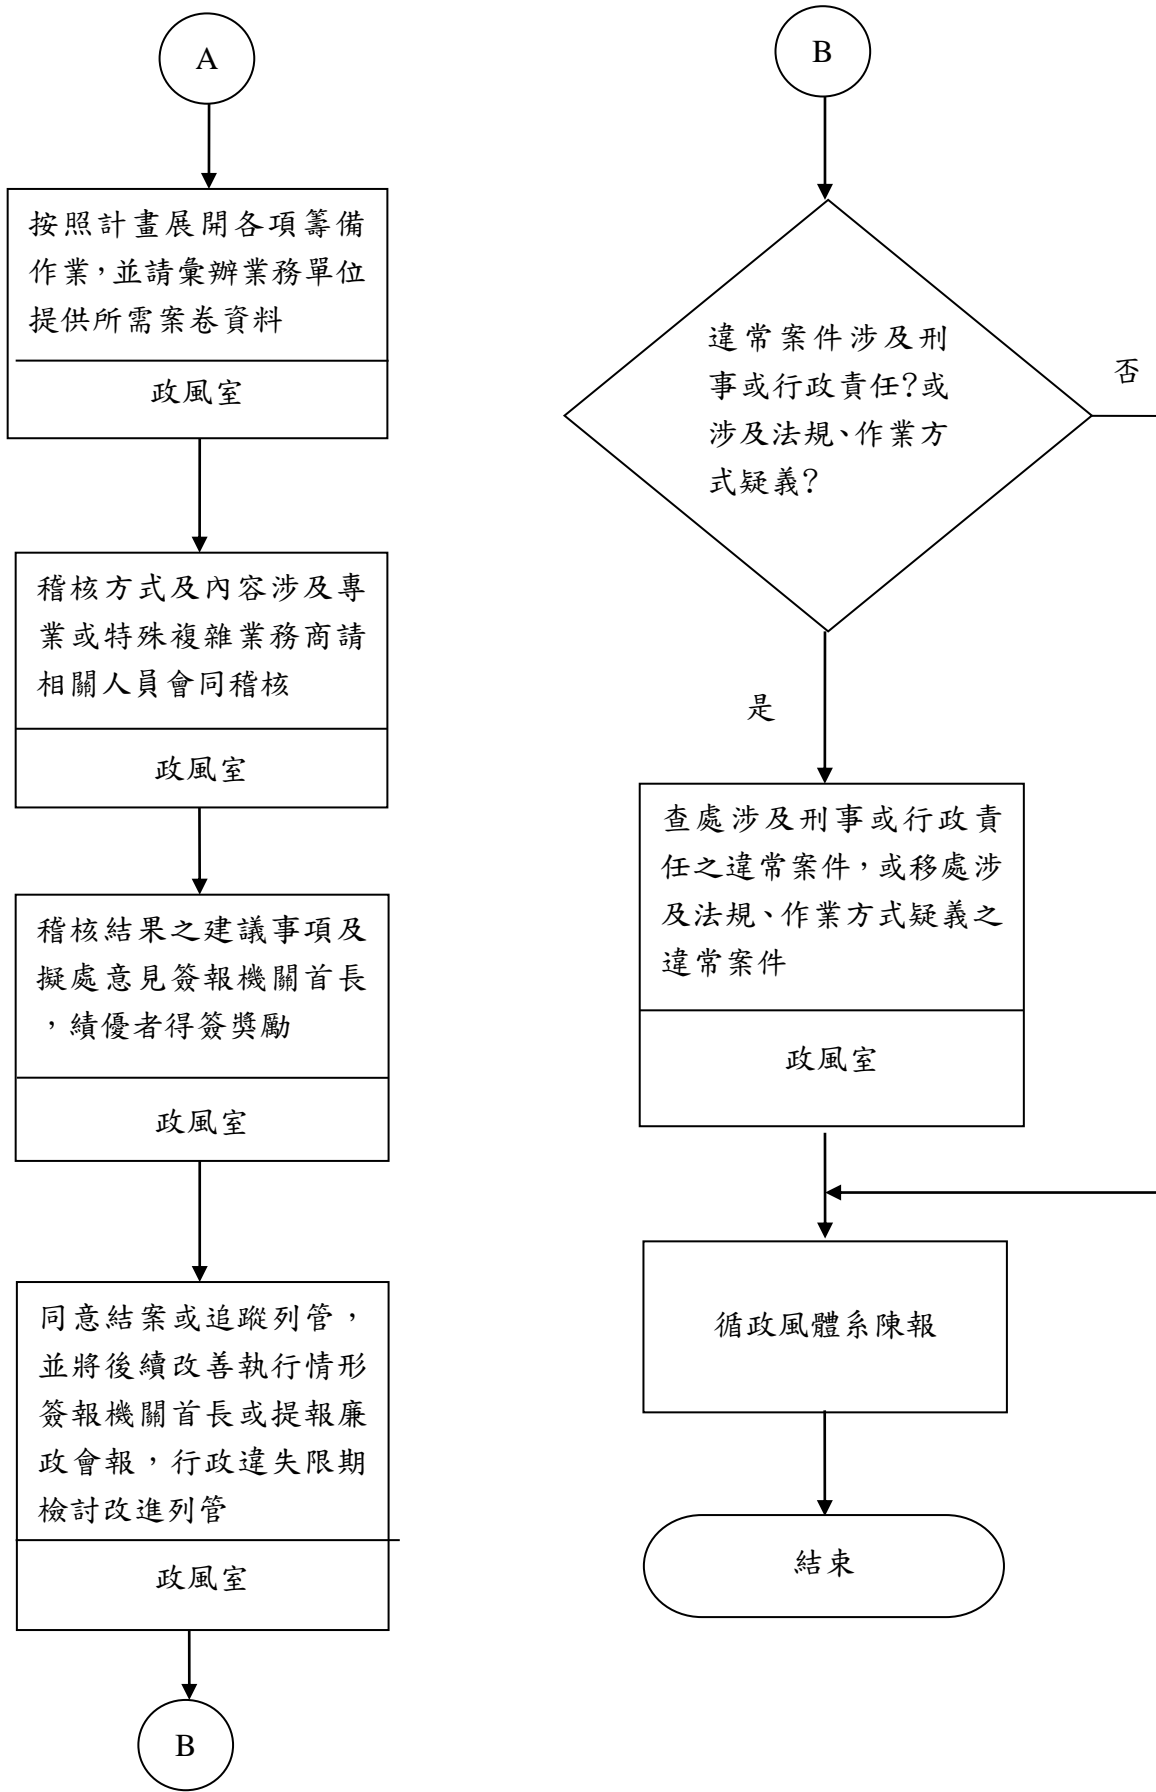 A
按照計畫展開各項籌備
作業，並請彙辦業務單位
提供所需案卷資料
政風室
稽核方式及內容涉及專
業或特殊複雜業務商請
相關人員會同稽核
政風室
稽核結果之建議事項及
擬處意見簽報機關首長
，績優者得簽獎勵
政風室
同意結案或追蹤列管，
並將後續改善執行情形
簽報機關首長或提報廉
政會報，行政違失限期
檢討改進列管
政風室
B
B
違常案件涉及刑
事或行政責任?或
涉及法規、作業方
式疑義?
否
是
查處涉及刑事或行政責
任之違常案件，或移處涉
及法規、作業方式疑義之
違常案件
政風室
循政風體系陳報
結束